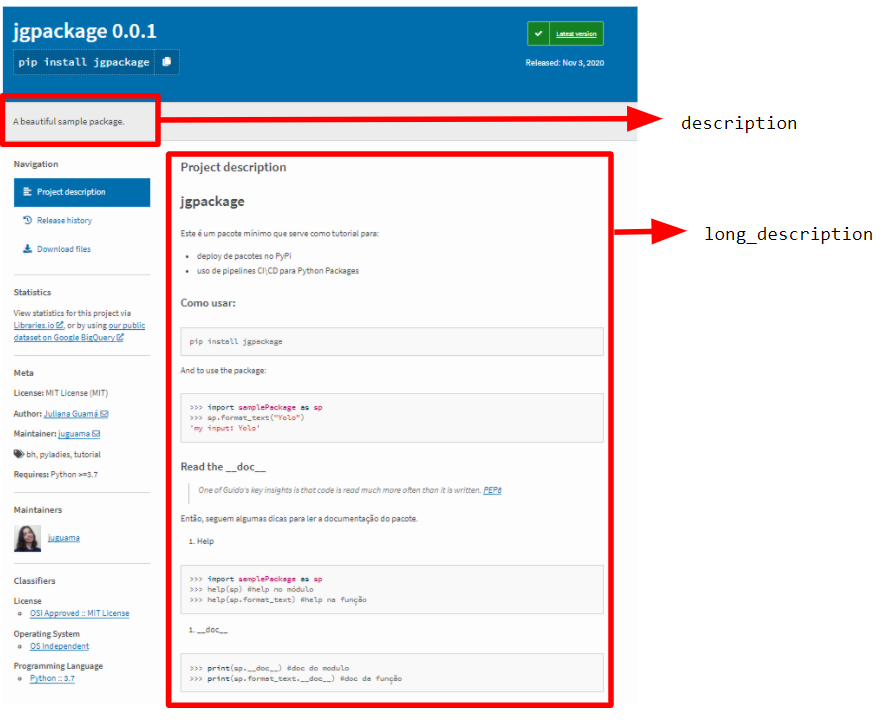 jgpackage 0.0.1
pip install jgpackage
Latest version
Released: Nov 3, 2020
A beautiful sample package.
description
Navigation
Project description
Release history
Download files
Statistics
View statistics for this project via
Libraries.io, or by using our public
dataset on Google BigQuery
Meta
License: MIT License (MIT)
Author: Juliana Guamá
Maintainer: juguama
bh, pyladies, tutorial
Requires: Python >=3.7
Maintainers
juguama
Classifiers
License
OSI Approved :: MIT License
Operating System
OS Independent
Programming Language
Python :: 3.7
Project description
long_description
jgpackage
Este é um pacote mínimo que serve como tutorial para:
deploy de pacotes no PyPi
uso de pipelines CI\CD para Python Packages
Como usar:
pip install jgpackage
And to use the package:
>>> import samplePackage as sp
>>> sp.format_text("Yolo")
'my input: Yolo'
Read the __doc__
One of Guido's key insights is that code is read much more often than it is written. PEP8
Então, seguem algumas dicas para ler a documentação do pacote.
1. Help
>>> import samplePackage as sp
>>> help(sp) #help no módulo
>>> help(sp.format_text) #help na função
1. __doc__
>>> print(sp.__doc__) #doc do modulo
>>> print(sp.format_text.__doc__) #doc da função